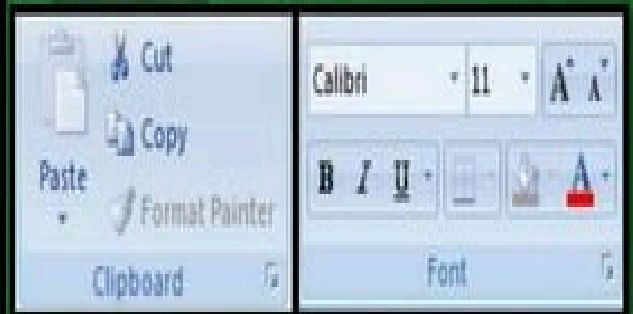 Cut
Copy
Paste
Format Painter
Clipboard
Calibri 11 A A
B I U A
Font